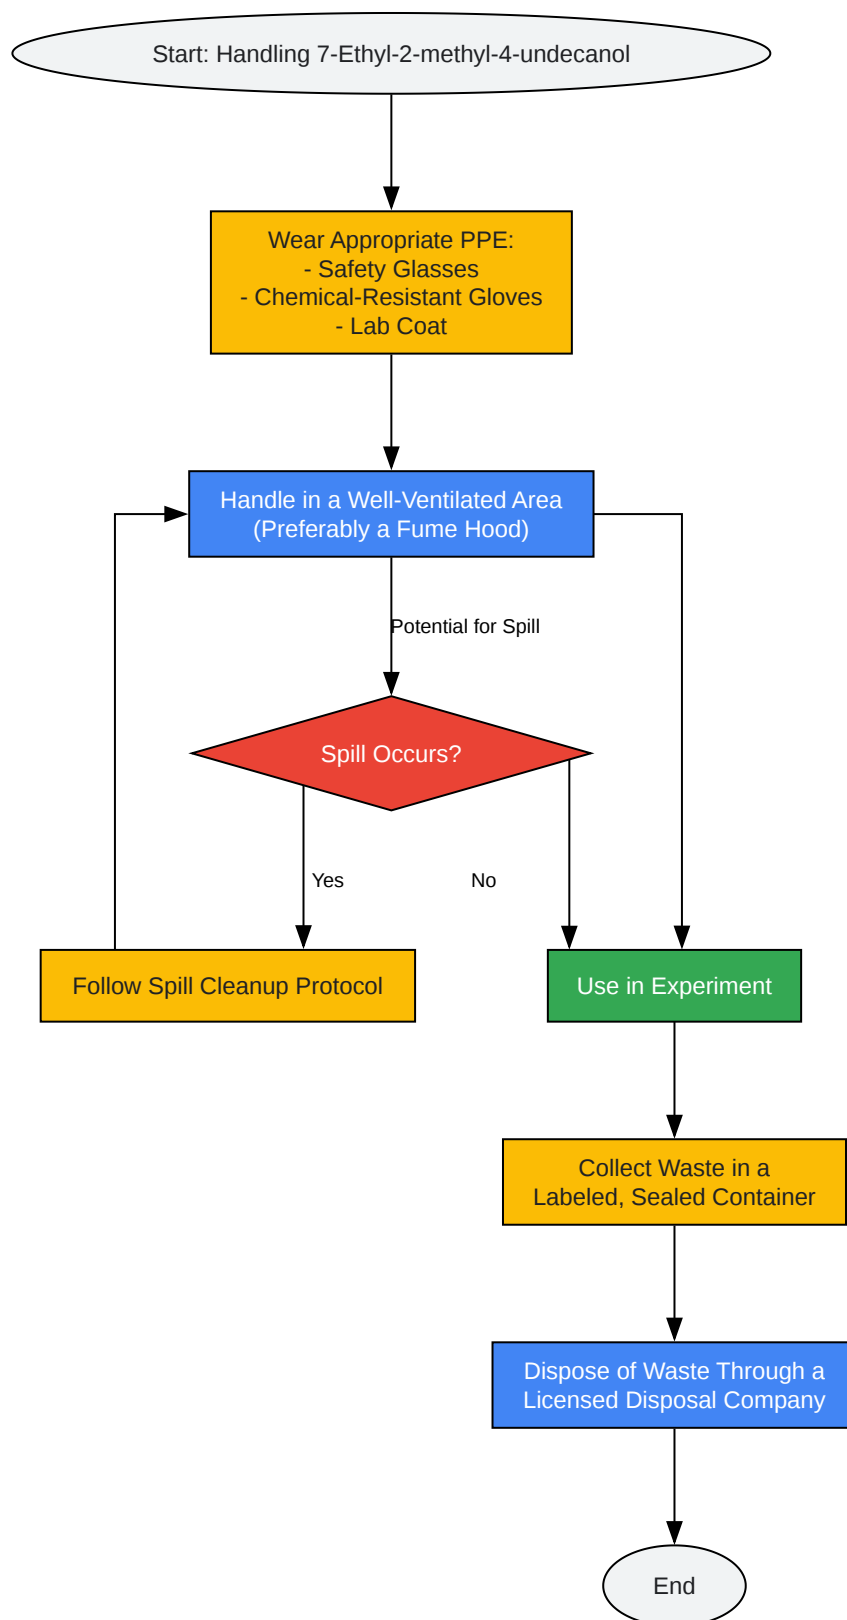 Start: Handling 7-Ethyl-2-methyl-4-undecanol
Wear Appropriate PPE:
- Safety Glasses
- Chemical-Resistant Gloves
- Lab Coat
Handle in a Well-Ventilated Area
(Preferably a Fume Hood)
Potential for Spill
Spill Occurs?
Yes
No
Follow Spill Cleanup Protocol
Use in Experiment
Collect Waste in a
Labeled, Sealed Container
Dispose of Waste Through a
Licensed Disposal Company
End